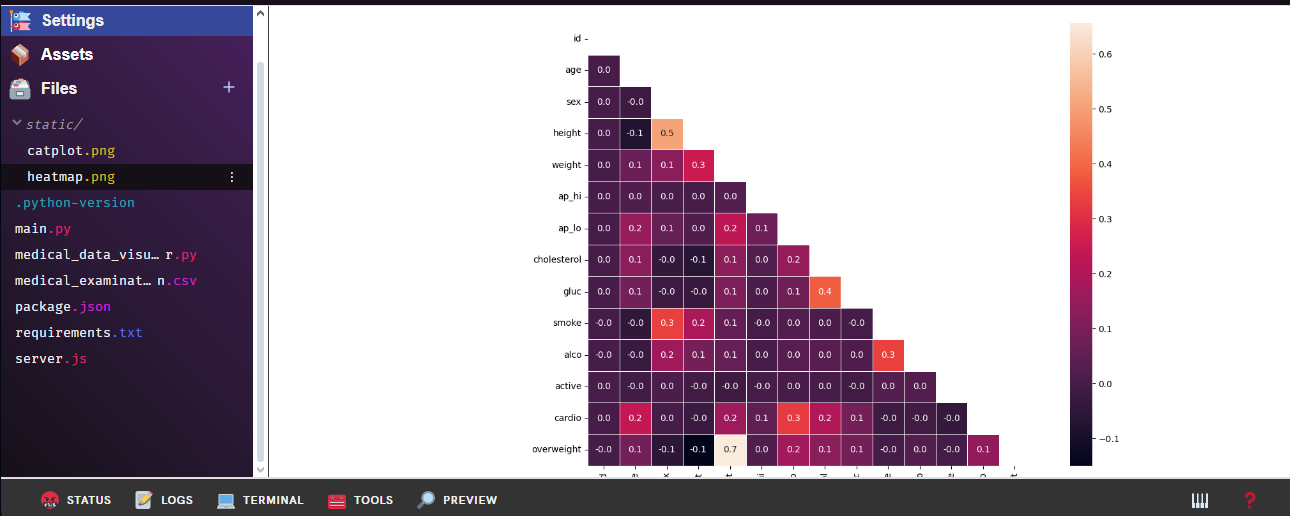 Settings
Assets
Files +
static/
catplot.png
heatmap.png
.python-version
main.py
medical_data_visu… r.py
medical_examinat… n.csv
package.json
requirements.txt
server.js
id
age 0.0
sex 0.0 -0.0
height 0.0 -0.1 0.5
weight 0.0 0.1 0.1 0.3
ap_hi 0.0 0.0 0.0 0.0 0.0
ap_lo 0.0 0.2 0.1 0.0 0.2 0.1
cholesterol 0.0 0.1 -0.0 -0.1 0.1 0.0 0.2
gluc 0.0 0.1 -0.0 -0.0 0.1 0.0 0.1 0.4
smoke -0.0 -0.0 0.3 0.2 0.1 -0.0 0.0 0.0 -0.0
alco -0.0 -0.0 0.2 0.1 0.1 0.0 0.0 0.0 0.0 0.3
active 0.0 -0.0 -0.0 -0.0 -0.0 -0.0 0.0 0.0 -0.0 0.0 0.0
cardio 0.0 0.2 0.0 -0.0 0.2 0.1 0.3 0.2 0.1 -0.0 -0.0 -0.0
overweight -0.0 0.1 -0.1 -0.1 0.7 0.0 0.2 0.1 0.1 -0.0 0.0 -0.0 0.1
0.6
0.5
0.4
0.3
0.2
0.1
0.0
−0.1
STATUS
LOGS
TERMINAL
TOOLS
PREVIEW
?